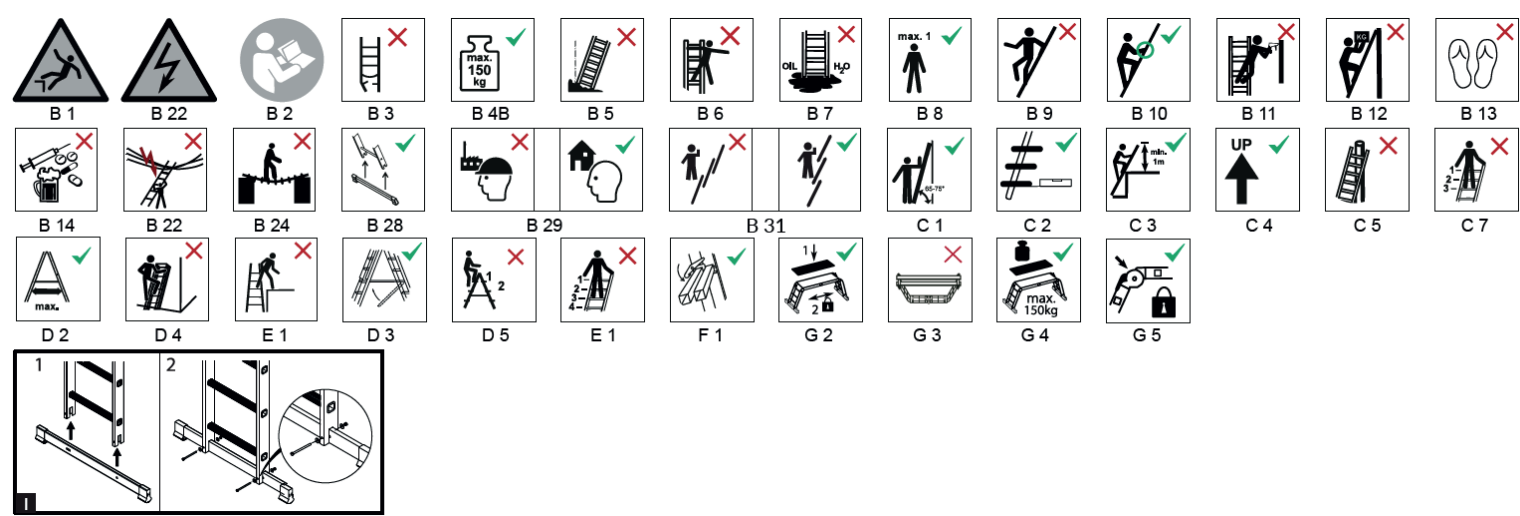 max.
150
kg
OIL
H₂O
max. 1
KG
B 1
B 22
B 2
B 3
B 4B
B 5
B 6
B 7
B 8
B 9
B 10
B 11
B 12
B 13
65-75°
min.
1m
UP
1
2
3
B 14
B 22
B 24
B 28
B 29
B 31
C 1
C 2
C 3
C 4
C 5
C 7
max.
1
2
1
2
3
4
1
2
max.
150kg
D 2
D 4
E 1
D 3
D 5
E 1
F 1
G 2
G 3
G 4
G 5
1
2
I